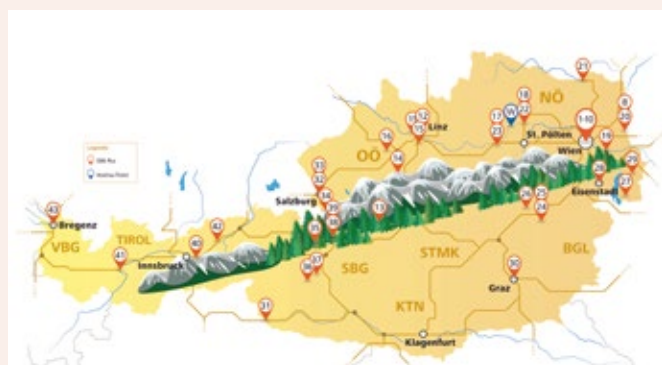 21
NÖ
18
22
W
17
23
8
20
1-10
19
St. Pölten
Wien
11
12
15
Linz
16
OÖ
14
29
28
27
Eisenstadt
33
32
34
Salzburg
13
26
25
24
35
43
Bregenz
VBG
TIROL
41
42
40
Innsbruck
37
SBG
STMK
BGL
30
Graz
31
KTN
Klagenfurt